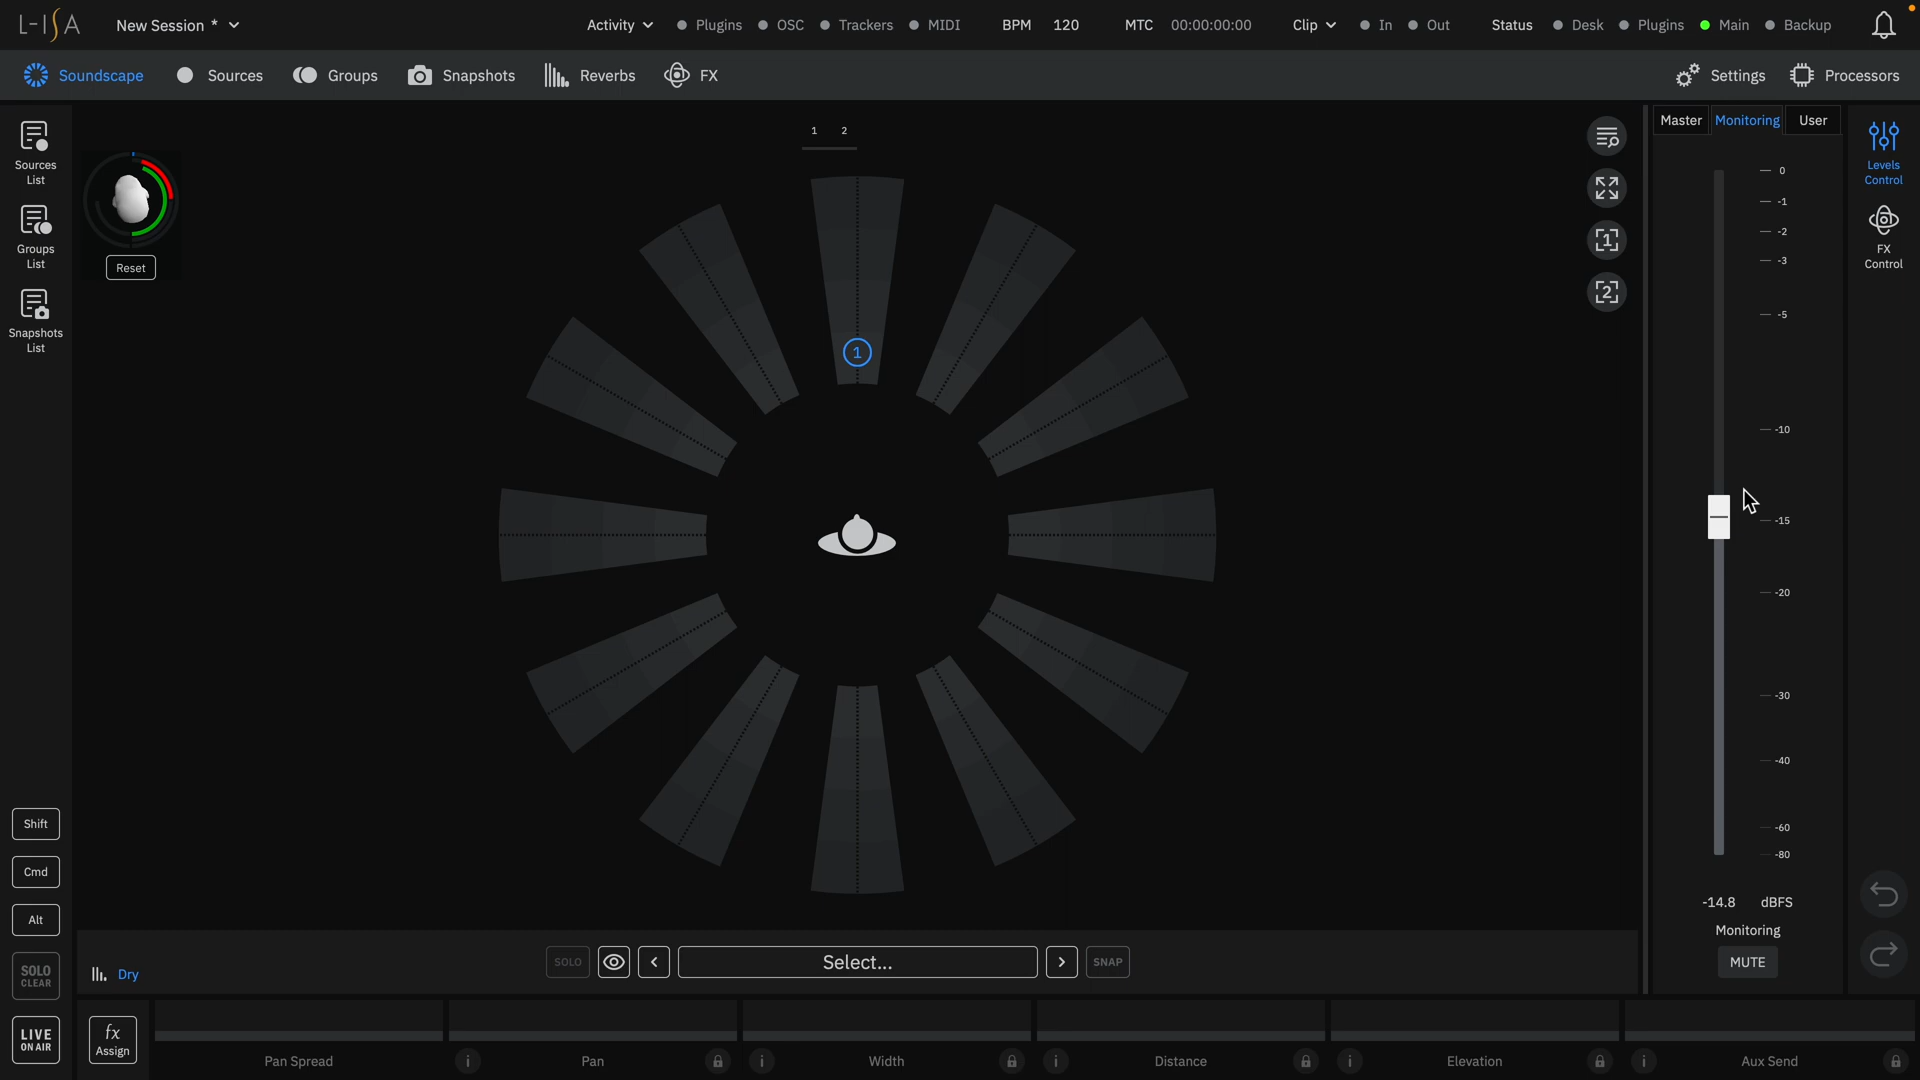 L-ISA
New Session *
Activity
Plugins
OSC
Trackers
MIDI
BPM 120
MTC 00:00:00:00
Clip
In
Out
Status
Desk
Plugins
Main
Backup
Soundscape
Sources
Groups
Snapshots
Reverbs
FX
Settings
Processors
Sources
List
Groups
List
Snapshots
List
Reset
1 2
1
1
2
Master
Monitoring
User
0
-1
-2
-3
-5
-10
-15
-20
-30
-40
-60
-80
-14.8 dBFS
Monitoring
MUTE
Levels
Control
FX
Control
Shift
Cmd
Alt
SOLO
CLEAR
LIVE
ON AIR
Dry
SOLO
<
Select...
>
SNAP
fx
Assign
Pan Spread
i
Pan
i
Width
i
Distance
i
Elevation
i
Aux Send